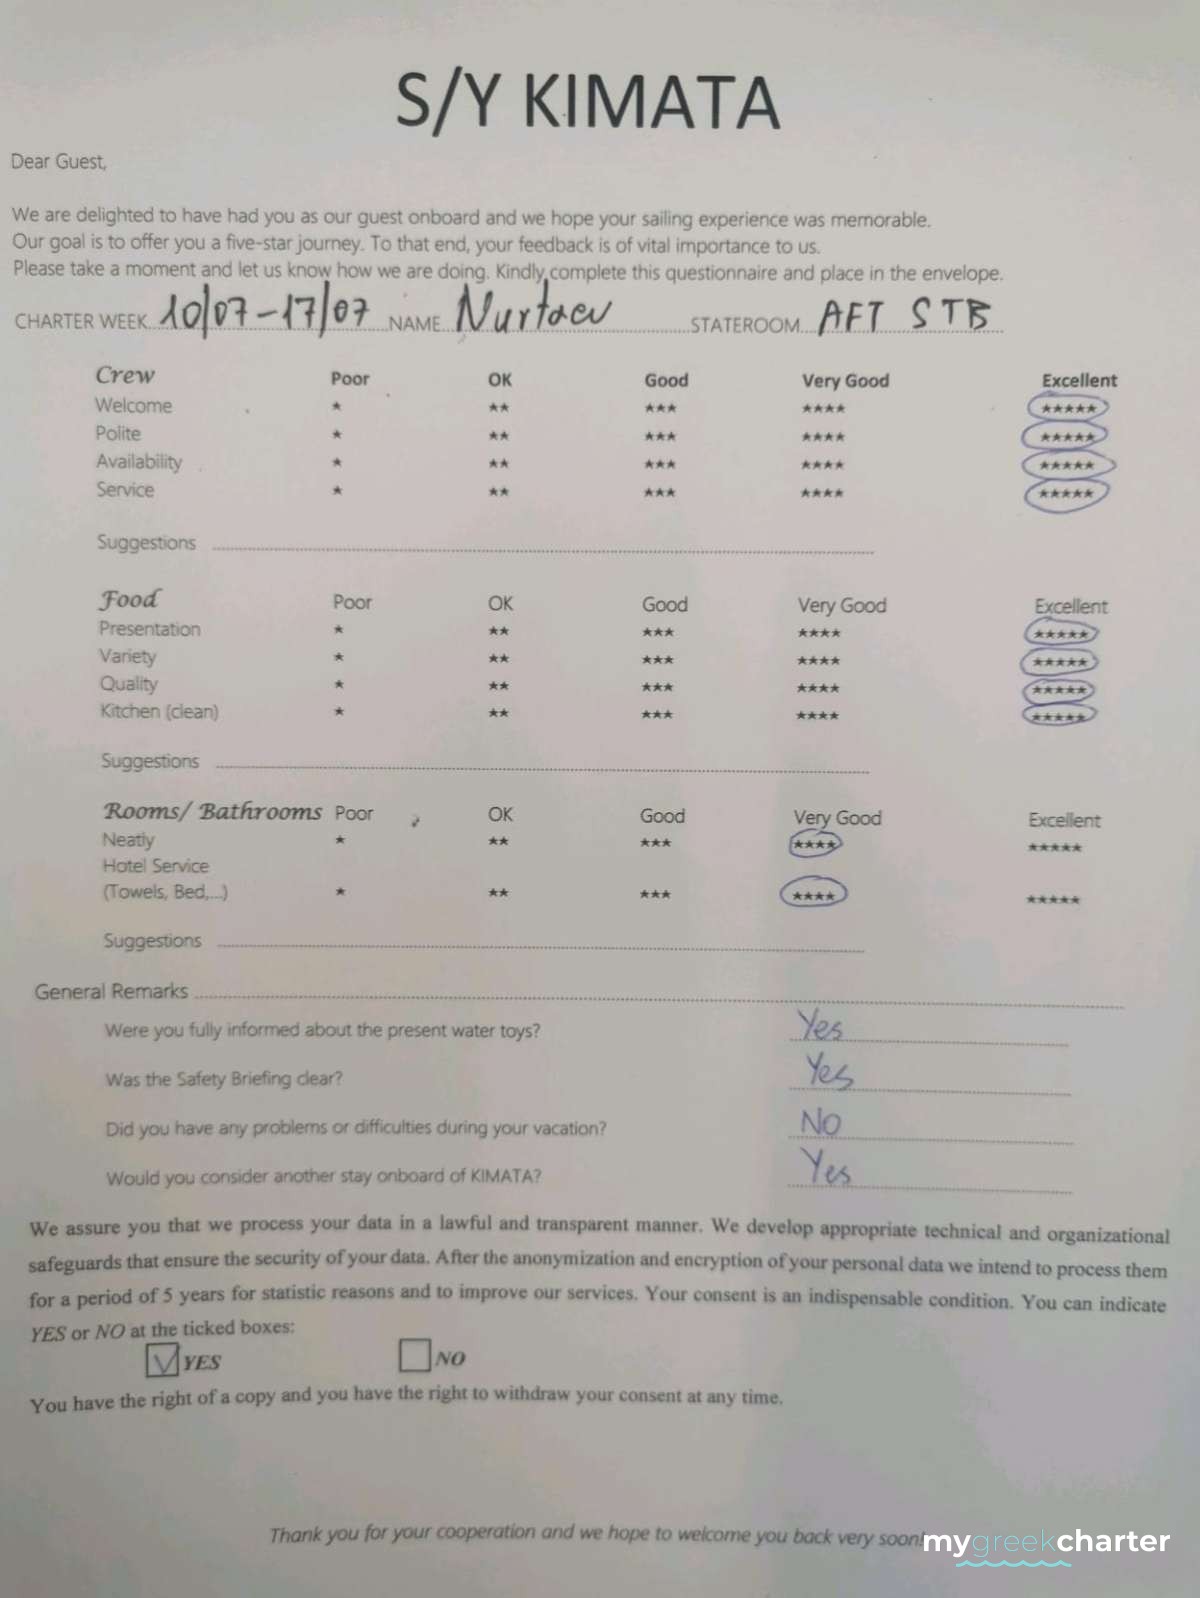 S/Y KIMATA
Dear Guest,
We are delighted to have had you as our guest onboard and we hope your sailing experience was memorable.
Our goal is to offer you a five-star journey. To that end, your feedback is of vital importance to us.
Please take a moment and let us know how we are doing. Kindly complete this questionnaire and place in the envelope.
CHARTER WEEK 10/07-17/07 NAME Nurtaev STATEROOM AFT STB
Crew Poor OK Good Very Good Excellent
Welcome ★ ★★ ★★★ ★★★★ ★★★★★
Polite ★ ★★ ★★★ ★★★★ ★★★★★
Availability ★ ★★ ★★★ ★★★★ ★★★★★
Service ★ ★★ ★★★ ★★★★ ★★★★★
Suggestions
Food Poor OK Good Very Good Excellent
Presentation ★ ★★ ★★★ ★★★★ ★★★★★
Variety ★ ★★ ★★★ ★★★★ ★★★★★
Quality ★ ★★ ★★★ ★★★★ ★★★★★
Kitchen (clean) ★ ★★ ★★★ ★★★★ ★★★★★
Suggestions
Rooms/ Bathrooms Poor OK Good Very Good Excellent
Neatly ★ ★★ ★★★ ★★★★ ★★★★★
Hotel Service
(Towels, Bed,...) ★ ★★ ★★★ ★★★★ ★★★★★
Suggestions
General Remarks
Were you fully informed about the present water toys? Yes
Was the Safety Briefing clear? Yes
Did you have any problems or difficulties during your vacation? No
Would you consider another stay onboard of KIMATA? Yes
We assure you that we process your data in a lawful and transparent manner. We develop appropriate technical and organizational
safeguards that ensure the security of your data. After the anonymization and encryption of your personal data we intend to process them
for a period of 5 years for statistic reasons and to improve our services. Your consent is an indispensable condition. You can indicate
YES or NO at the ticked boxes:
YES NO
You have the right of a copy and you have the right to withdraw your consent at any time.
Thank you for your cooperation and we hope to welcome you back very soon!
mygreekcharter